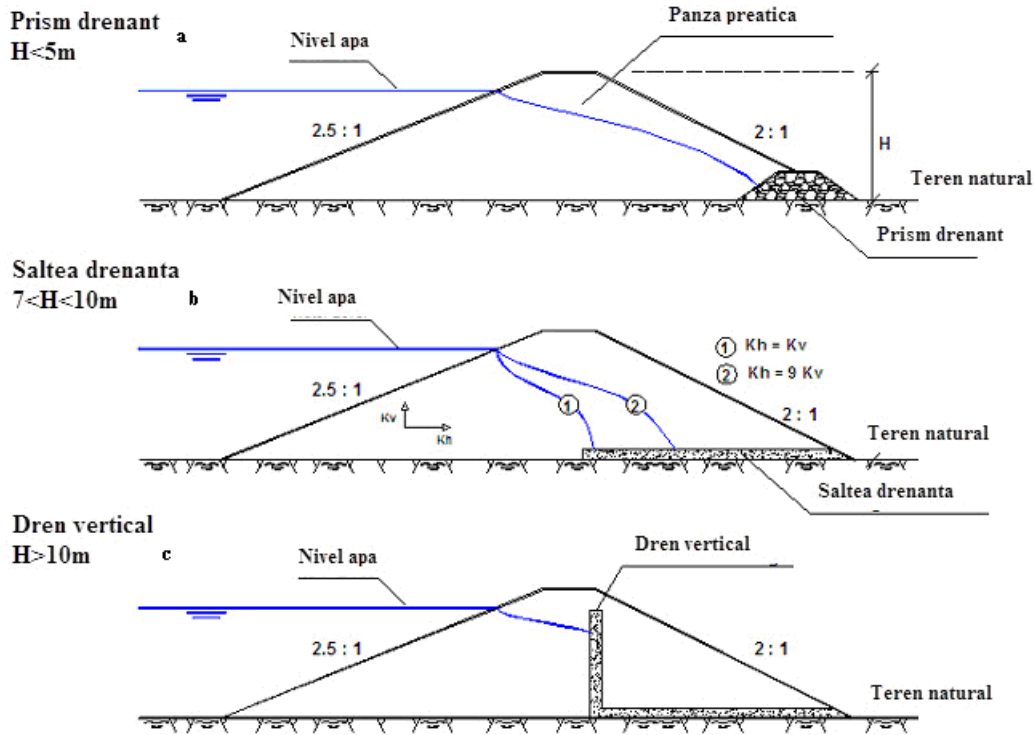 Prism drenant
H<5m
a
Nivel apa
Panza preatica
2.5 : 1
2 : 1
H
Teren natural
Prism drenant
Saltea drenanta
7<H<10m
b
Nivel apa
1 Kh = Kv
2 Kh = 9 Kv
2.5 : 1
Kv
Kh
1
2
2 : 1
Teren natural
Saltea drenanta
Dren vertical
H>10m
c
Nivel apa
Dren vertical
2.5 : 1
2 : 1
Teren natural